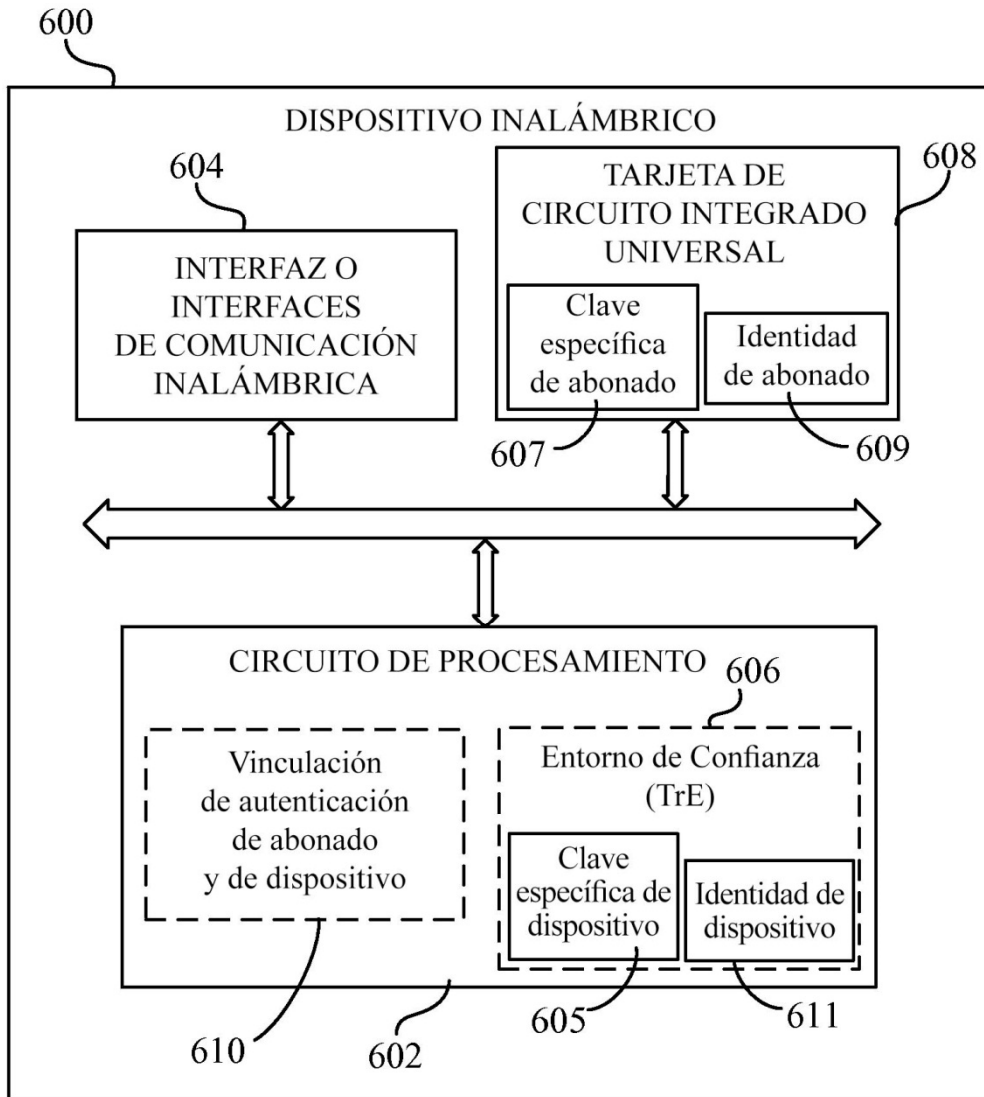 600
DISPOSITIVO INALÁMBRICO
604
INTERFAZ O
INTERFACES
DE COMUNICACIÓN
INALÁMBRICA
608
TARJETA DE
CIRCUITO INTEGRADO
UNIVERSAL
Clave
específica
de abonado
607
Identidad
de abonado
609
CIRCUITO DE PROCESAMIENTO
Vinculación
de autenticación
de abonado
y de dispositivo
610
602
606
Entorno de Confianza
(TrE)
Clave
específica de
dispositivo
605
Identidad de
dispositivo
611